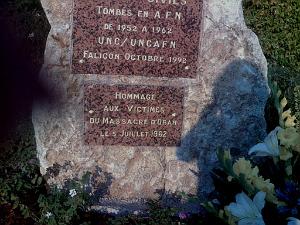 Tombés en A.F.N
de 1952 à 1962
UNC/UNCAFN
Falicon Octobre 1992
Hommage
aux Victimes
du Massacre d'Oran
le 5 Juillet 1962